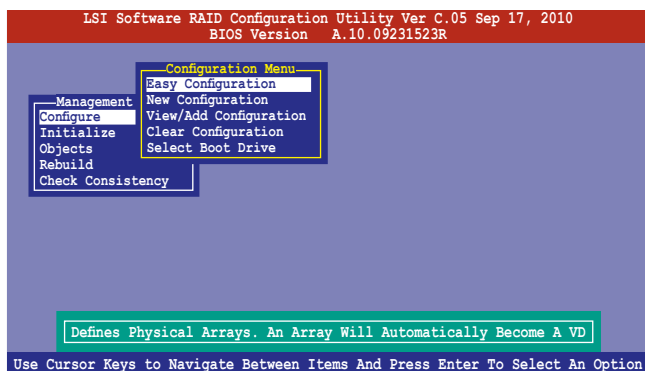 LSI Software RAID Configuration Utility Ver C.05 Sep 17, 2010
BIOS Version A.10.09231523R
Configuration Menu
Easy Configuration
New Configuration
View/Add Configuration
Clear Configuration
Select Boot Drive
Management
Configure
Initialize
Objects
Rebuild
Check Consistency
Defines Physical Arrays. An Array Will Automatically Become A VD
Use Cursor Keys to Navigate Between Items And Press Enter To Select An Option